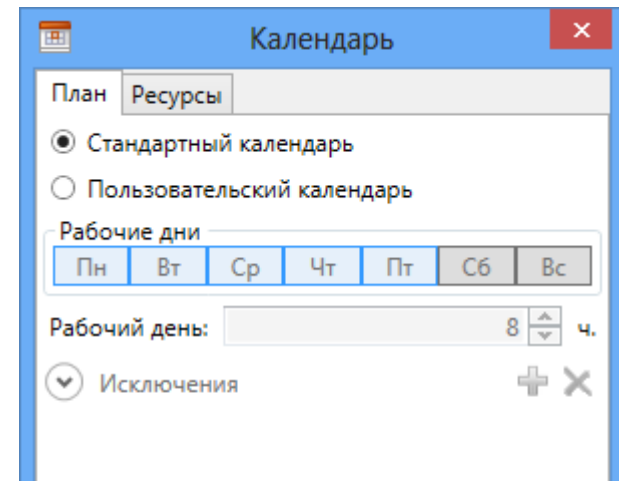 Календарь
План Ресурсы
Стандартный календарь
Пользовательский календарь
Рабочие дни
Пн Вт Ср Чт Пт Сб Вс
Рабочий день: 8 ч.
Исключения